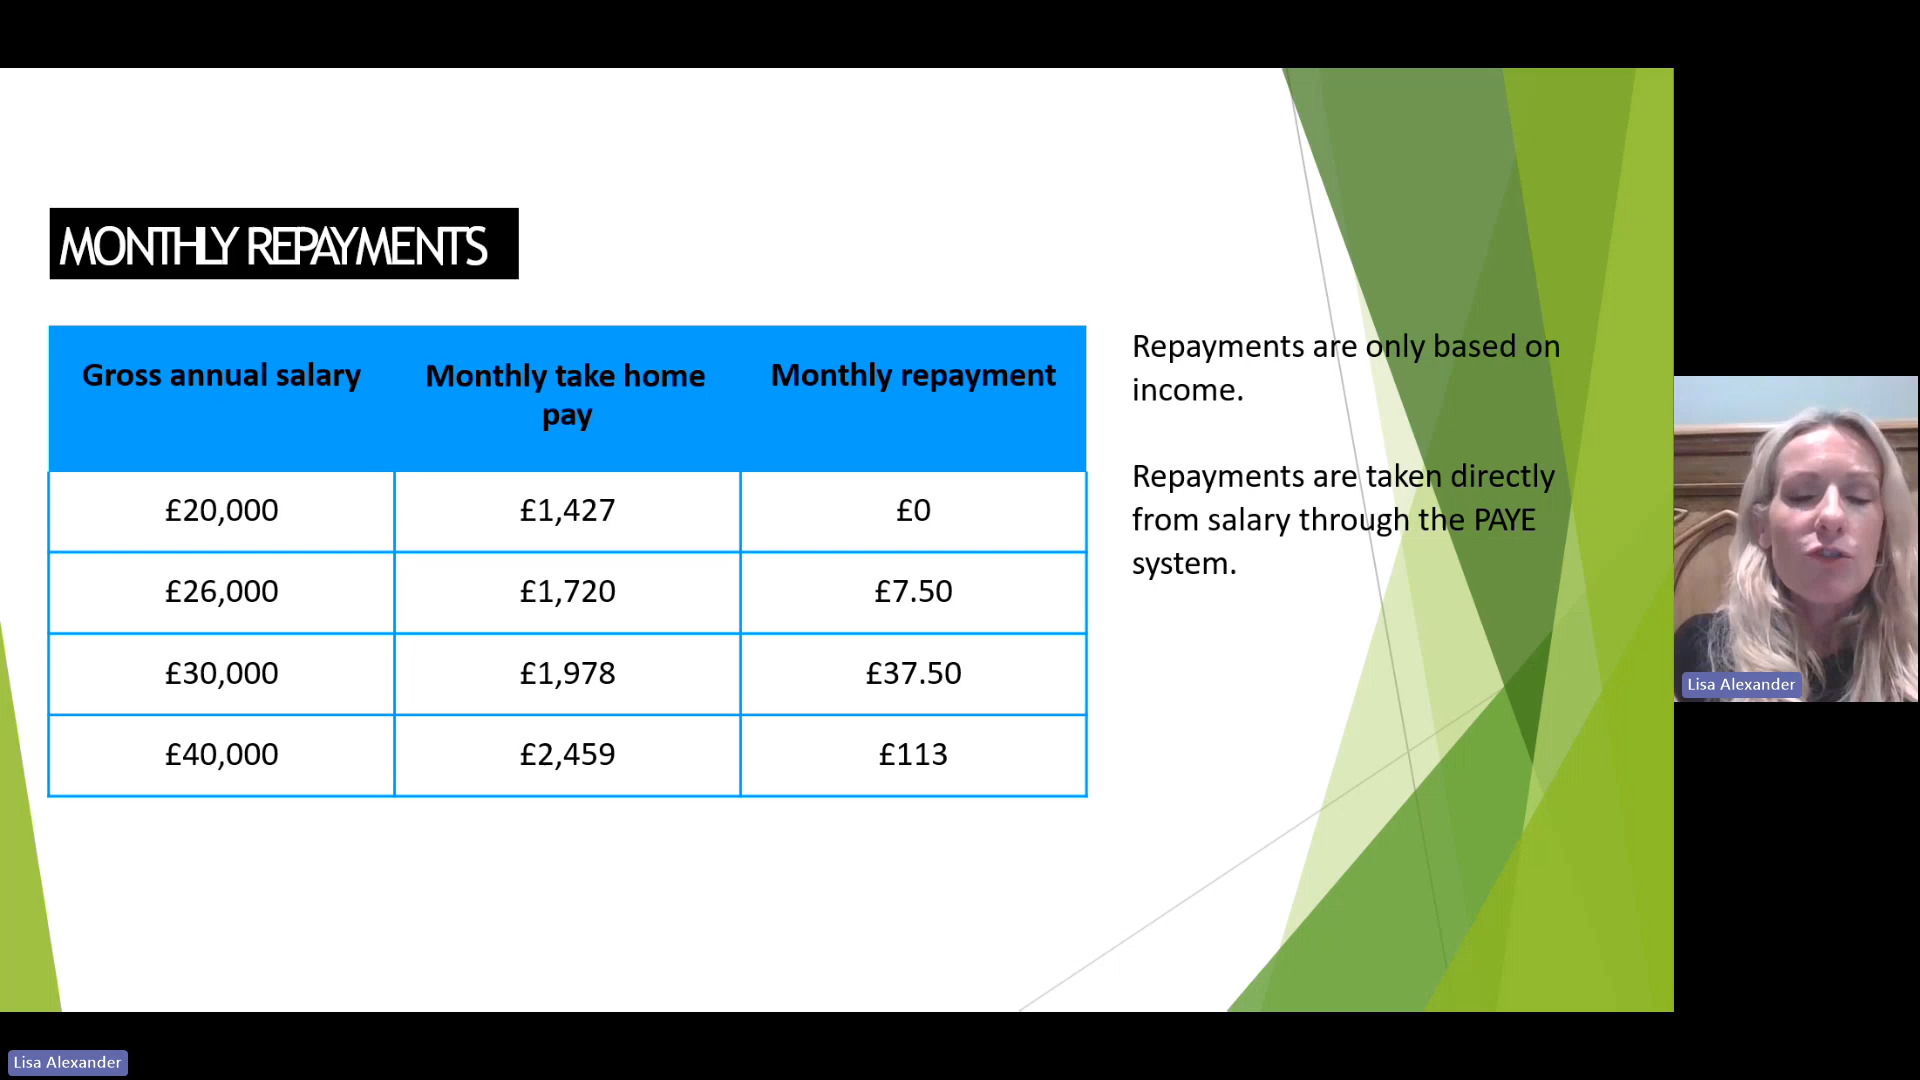 MONTHLY REPAYMENTS
Gross annual salary
Monthly take home
pay
Monthly repayment
£20,000
£1,427
£0
£26,000
£1,720
£7.50
£30,000
£1,978
£37.50
£40,000
£2,459
£113
Repayments are only based on
income.
Repayments are taken directly
from salary through the PAYE
system.
Lisa Alexander
Lisa Alexander